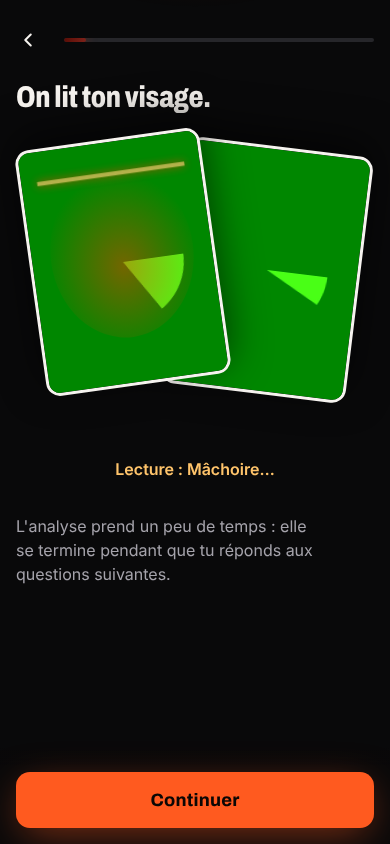 On lit ton visage.
Lecture : Mâchoire...
L'analyse prend un peu de temps : elle
se termine pendant que tu réponds aux
questions suivantes.
Continuer